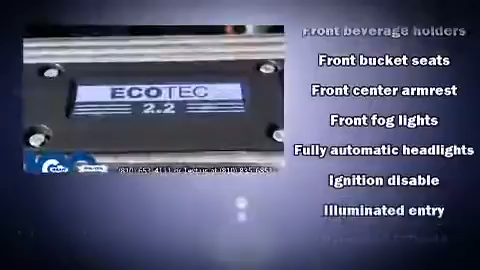 ECOTEC
2.2
Front beverage holders
Front bucket seats
Front center armrest
Front fog lights
Fully automatic headlights
Ignition disable
Illuminated entry